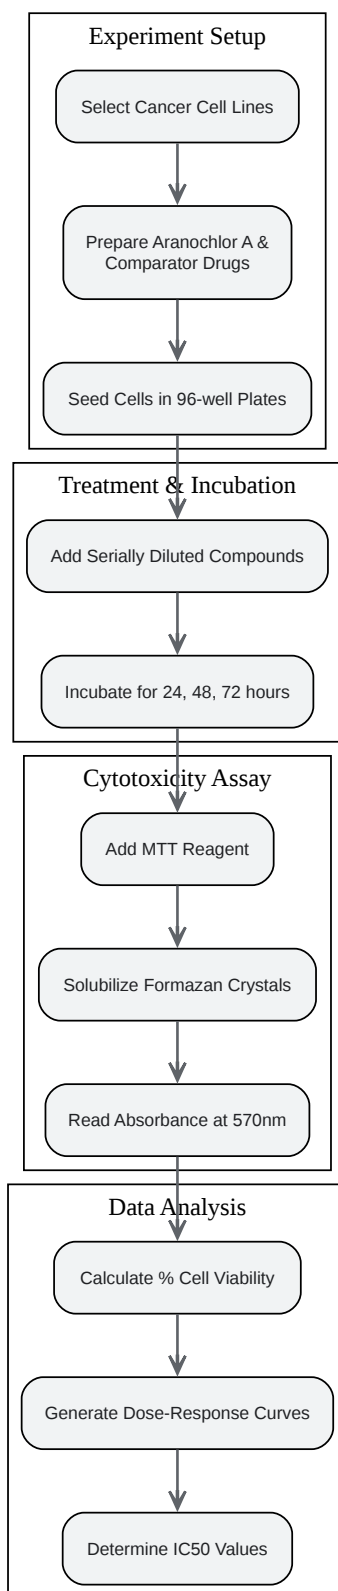 Experiment Setup
Select Cancer Cell Lines
Prepare Aranochlor A &
Comparator Drugs
Seed Cells in 96-well Plates
Treatment & Incubation
Add Serially Diluted Compounds
Incubate for 24, 48, 72 hours
Cytotoxicity Assay
Add MTT Reagent
Solubilize Formazan Crystals
Read Absorbance at 570nm
Data Analysis
Calculate % Cell Viability
Generate Dose-Response Curves
Determine IC50 Values